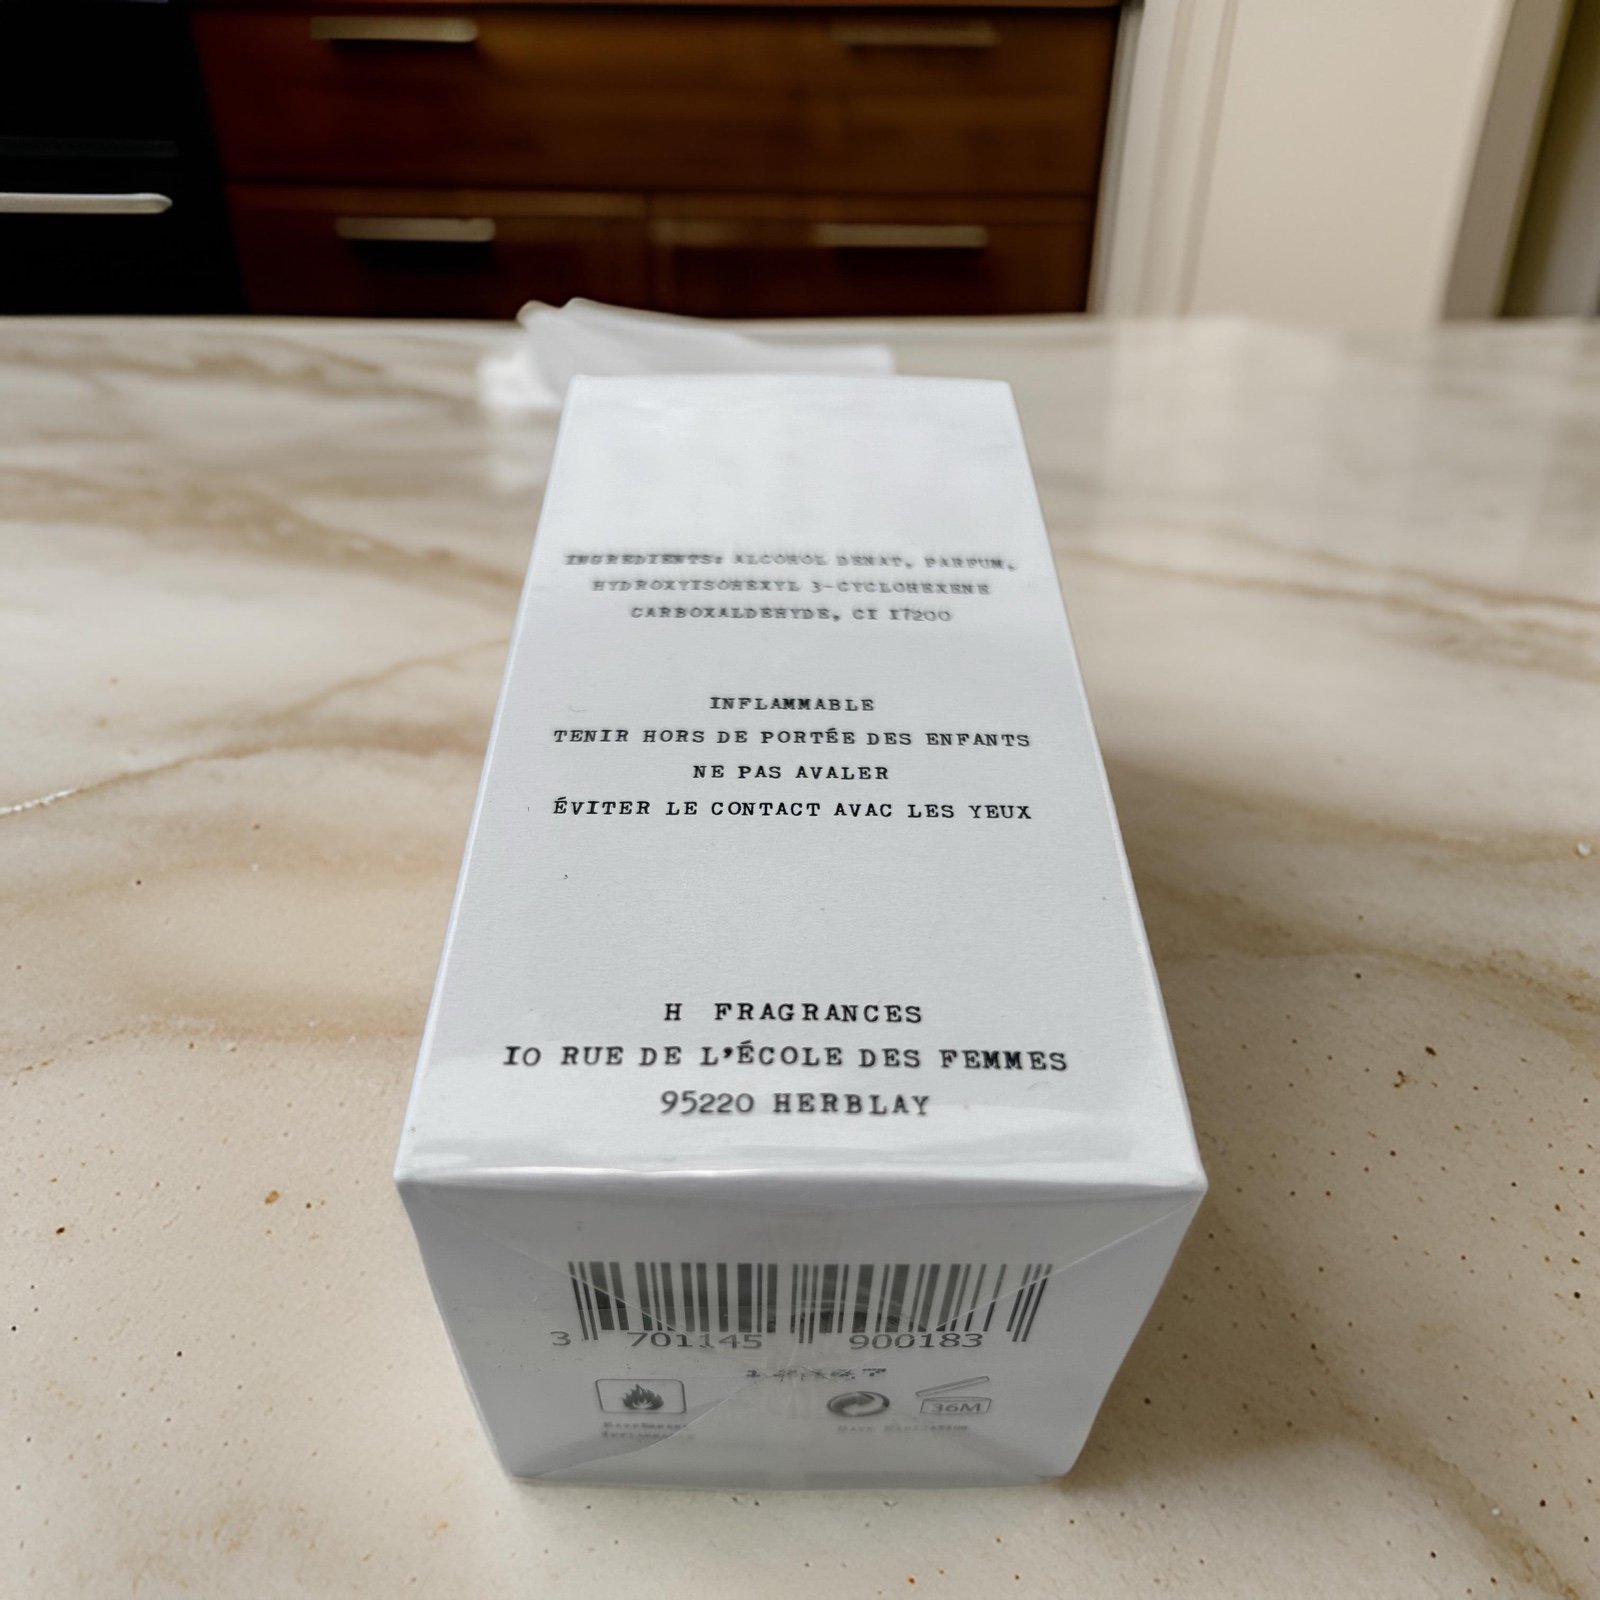 INGREDIENTS: ALCOHOL DENAT, PARFUM,
HYDROXYISOHEXYL 3-CYCLOHEXENE
CARBOXALDEHYDE, CI 17200
INFLAMMABLE
TENIR HORS DE PORTÉE DES ENFANTS
NE PAS AVALER
ÉVITER LE CONTACT AVAC LES YEUX
H FRAGRANCES
10 RUE DE L'ÉCOLE DES FEMMES
95220 HERBLAY
3 701145 900183
36M